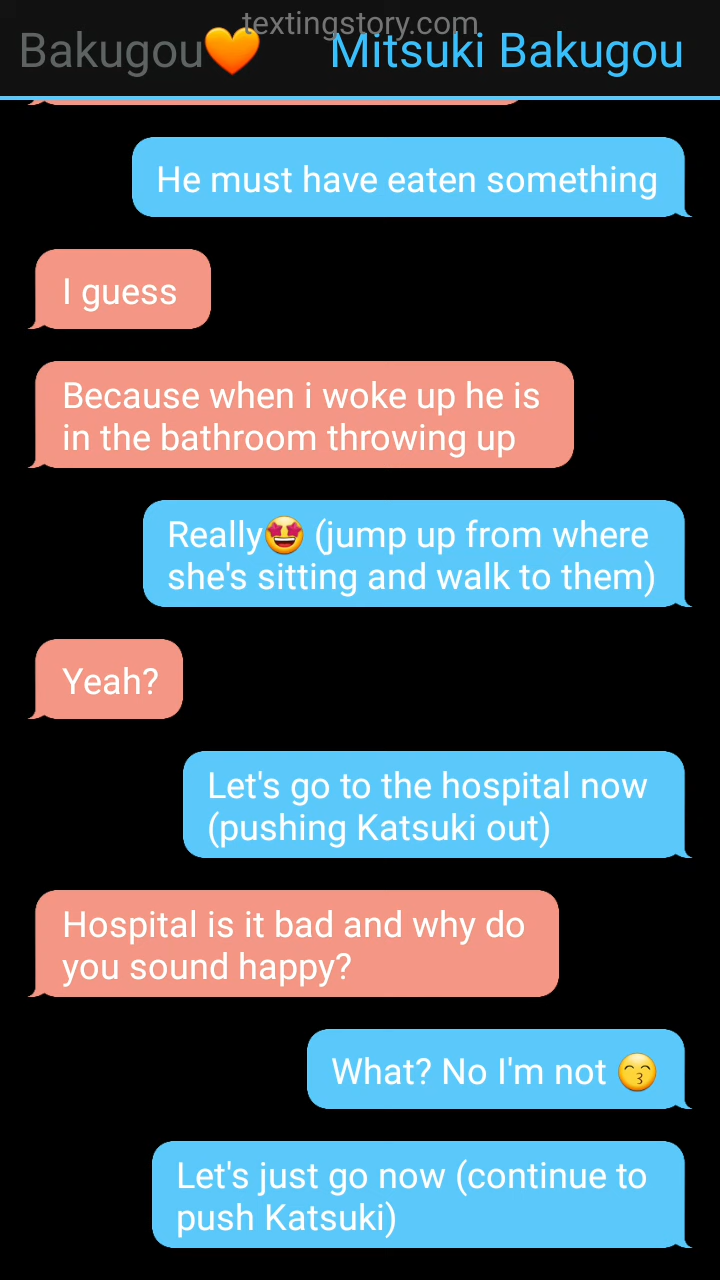 textingstory.com
Bakugou🧡 Mitsuki Bakugou
He must have eaten something
I guess
Because when i woke up he is
in the bathroom throwing up
Really🤩 (jump up from where
she's sitting and walk to them)
Yeah?
Let's go to the hospital now
(pushing Katsuki out)
Hospital is it bad and why do
you sound happy?
What? No I'm not 😙
Let's just go now (continue to
push Katsuki)